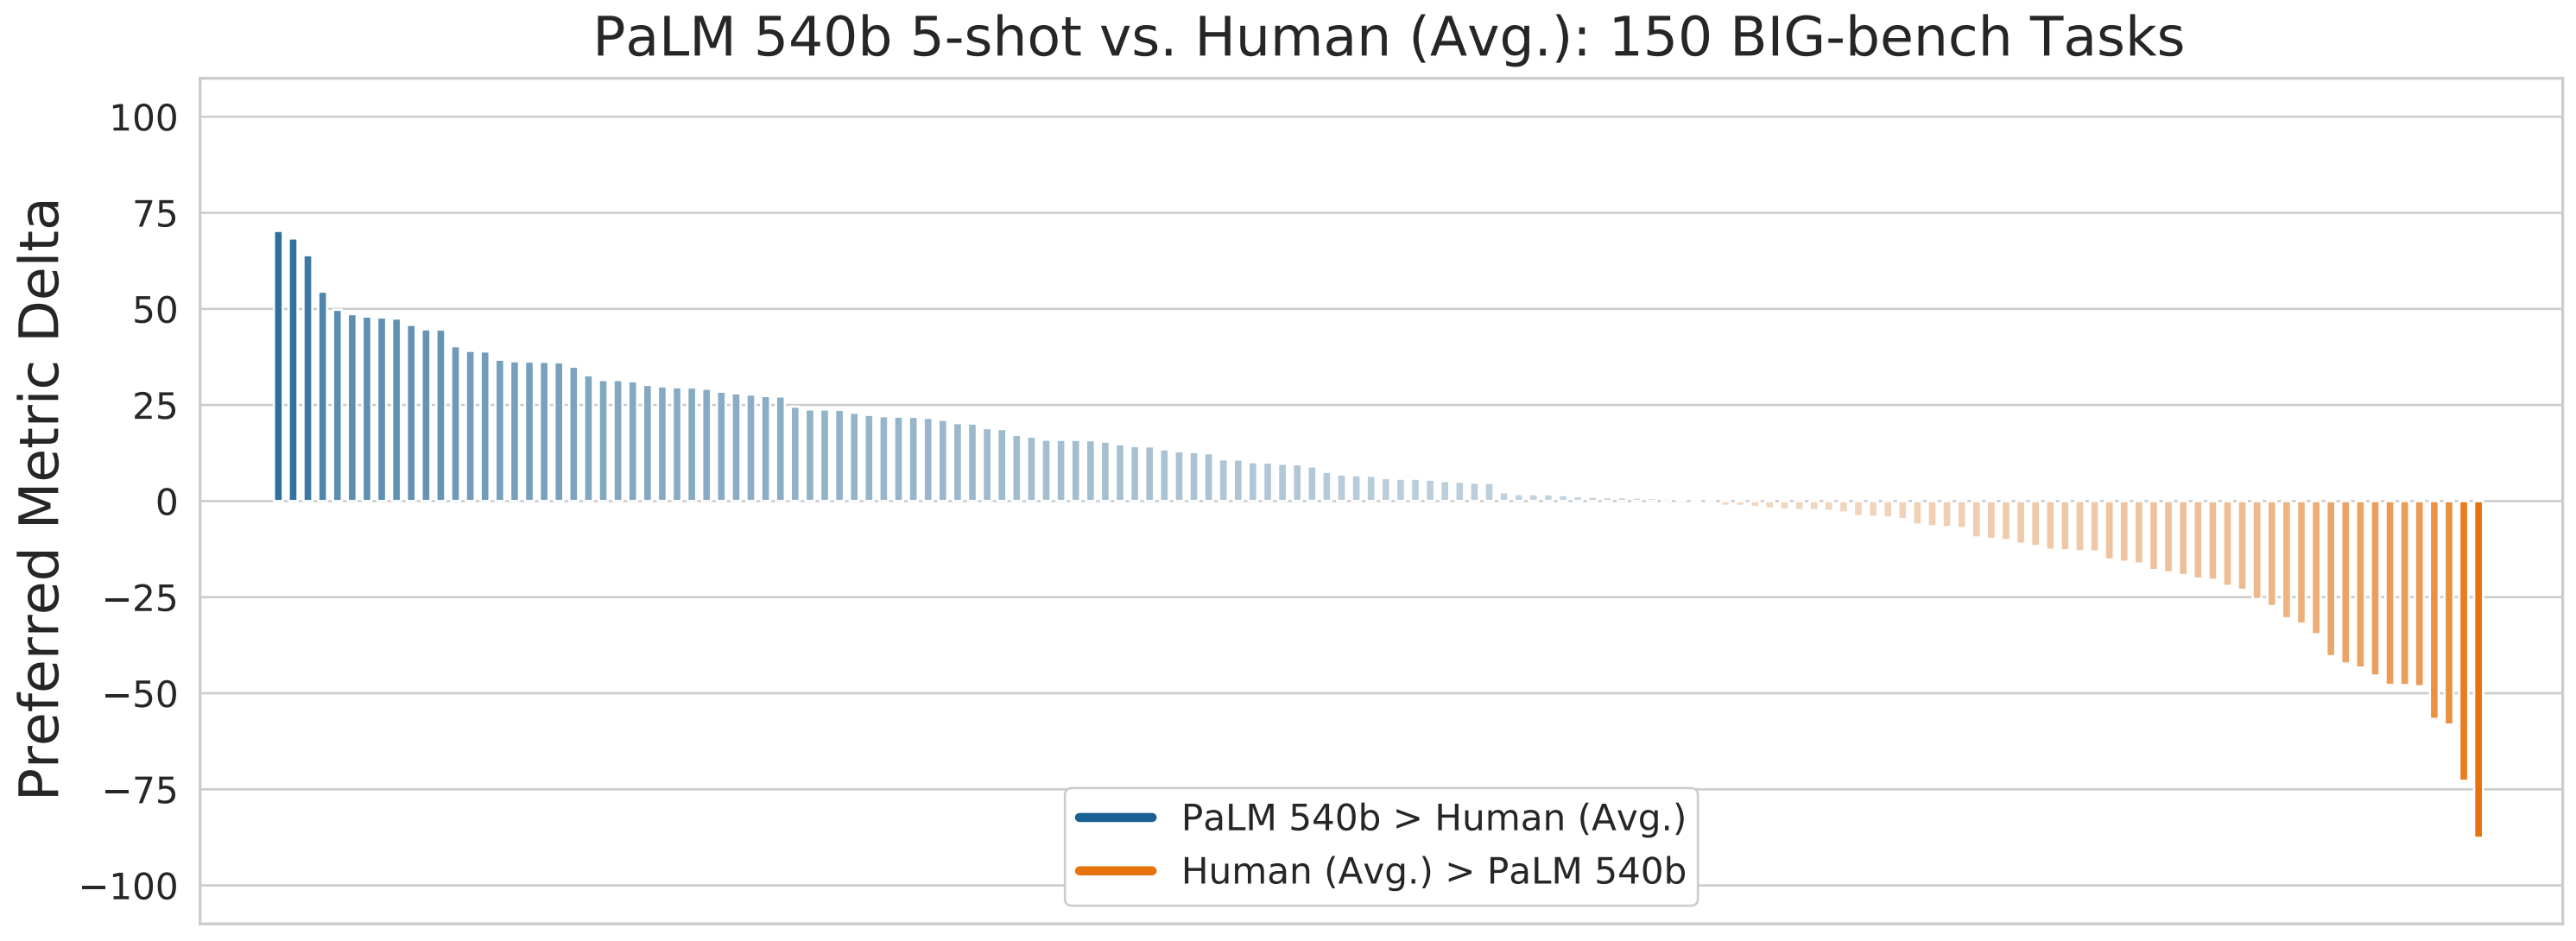 PaLM 540b 5-shot vs. Human (Avg.): 150 BIG-bench Tasks
Preferred Metric Delta
100
75
50
25
0
−25
−50
−75
−100
PaLM 540b > Human (Avg.)
Human (Avg.) > PaLM 540b